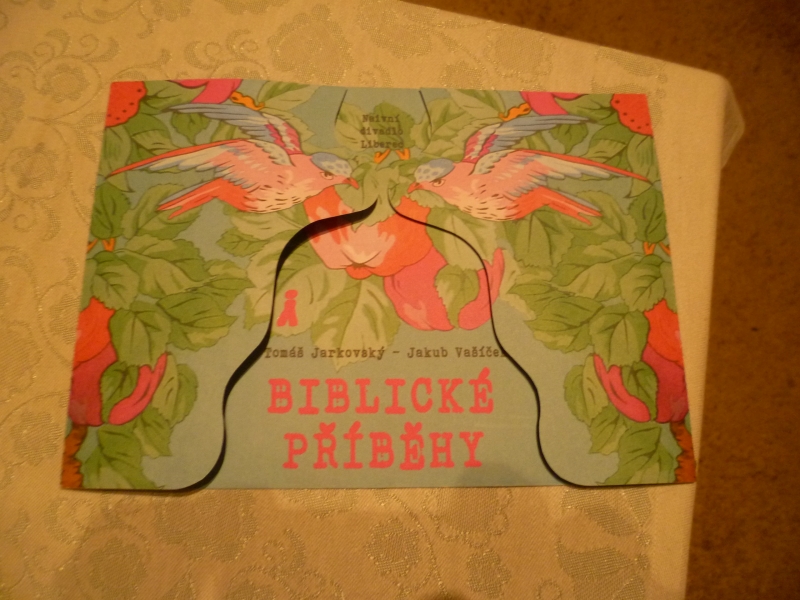 Naivní
divadlo
Liberec
Tomáš Jarkovský – Jakub Vašíček
BIBLICKÉ
PŘÍBĚHY